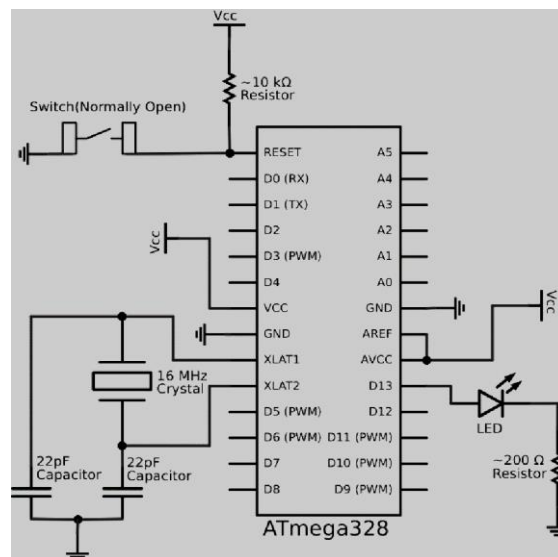 Vcc
~10 kΩ
Resistor
Switch(Normally Open)
RESET
A5
D0 (RX)
A4
D1 (TX)
A3
D2
A2
Vcc
D3 (PWM)
A1
D4
A0
VCC
GND
Vcc
GND
AREF
XLAT1
AVCC
16 MHz
Crystal
XLAT2
D13
D5 (PWM)
D12
LED
D6 (PWM)
D11 (PWM)
22pF
Capacitor
22pF
Capacitor
D7
D10 (PWM)
~200 Ω
Resistor
D8
D9 (PWM)
ATmega328